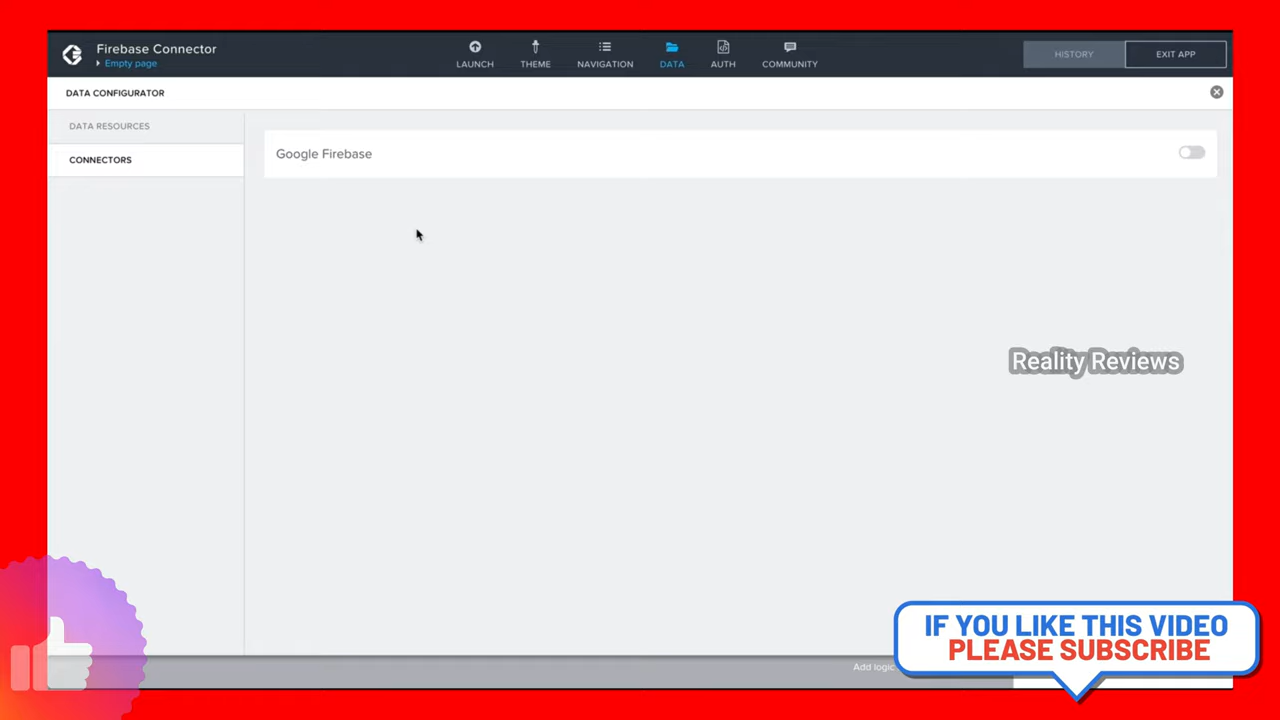 Firebase Connector
Empty page
LAUNCH
THEME
NAVIGATION
DATA
AUTH
COMMUNITY
HISTORY
EXIT APP
DATA CONFIGURATOR
DATA RESOURCES
CONNECTORS
Google Firebase
Reality Reviews
IF YOU LIKE THIS VIDEO
PLEASE SUBSCRIBE
Add logic